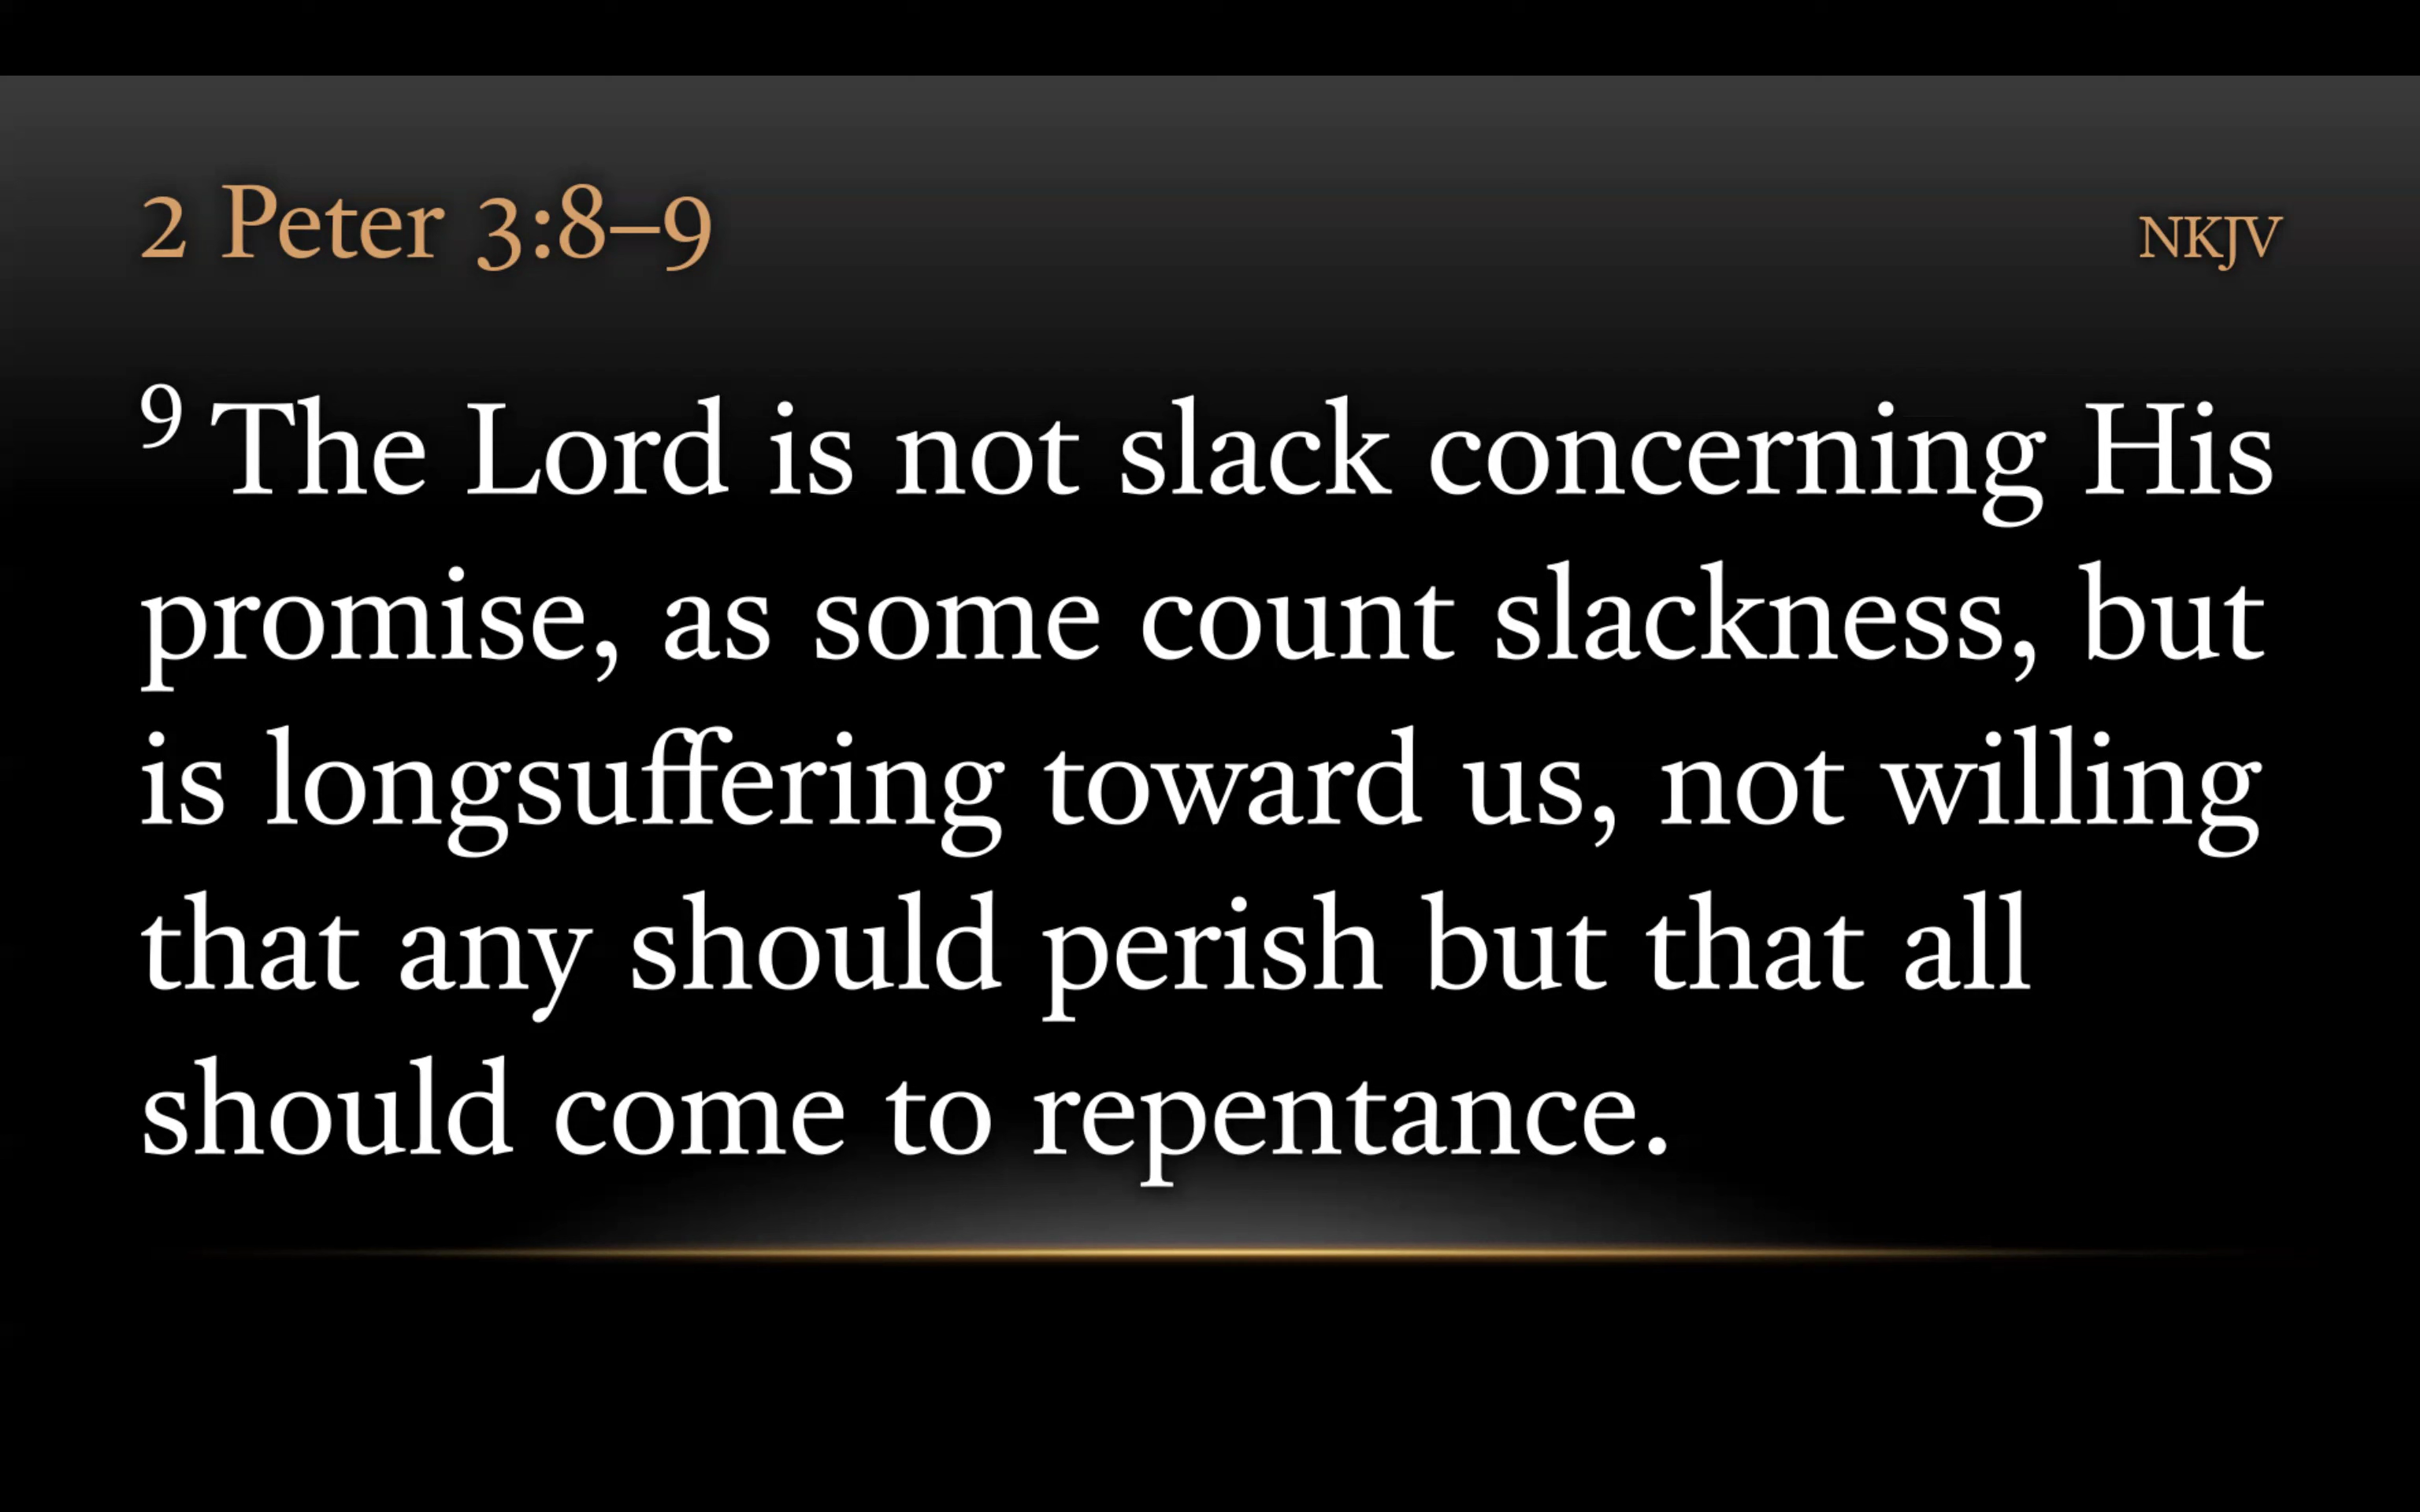 2 Peter 3:8–9 NKJV
9 The Lord is not slack concerning His
promise, as some count slackness, but
is longsuffering toward us, not willing
that any should perish but that all
should come to repentance.